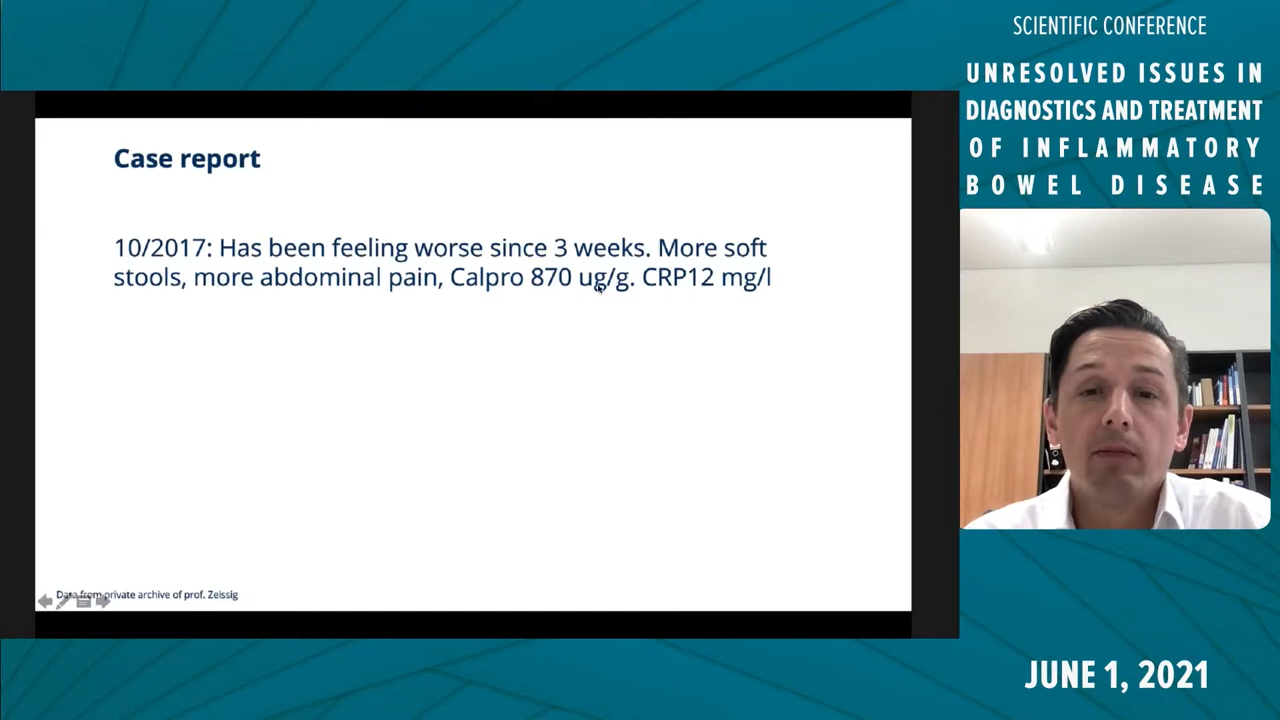 SCIENTIFIC CONFERENCE
UNRESOLVED ISSUES IN
DIAGNOSTICS AND TREATMENT
OF INFLAMMATORY
BOWEL DISEASE
Case report
10/2017: Has been feeling worse since 3 weeks. More soft
stools, more abdominal pain, Calpro 870 ug/g. CRP12 mg/l
Data from private archive of prof. Zeissig
JUNE 1, 2021